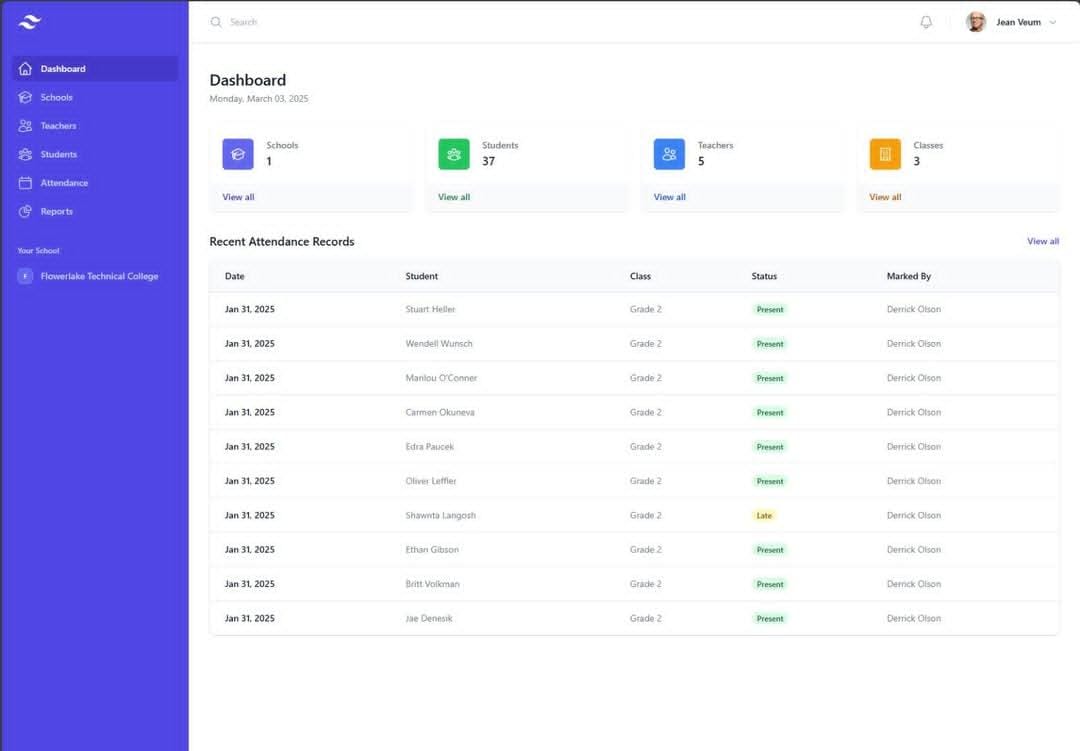 Search
Jean Veum
Dashboard
Schools
Teachers
Students
Attendance
Reports
Your School
F Flowerlake Technical College
Dashboard
Monday, March 03, 2025
Schools
1
View all
Students
37
View all
Teachers
5
View all
Classes
3
View all
Recent Attendance Records View all
Date Student Class Status Marked By
Jan 31, 2025 Stuart Heller Grade 2 Present Derrick Olson
Jan 31, 2025 Wendell Wunsch Grade 2 Present Derrick Olson
Jan 31, 2025 Marilou O'Conner Grade 2 Present Derrick Olson
Jan 31, 2025 Carmen Okuneva Grade 2 Present Derrick Olson
Jan 31, 2025 Edra Paucek Grade 2 Present Derrick Olson
Jan 31, 2025 Oliver Leffler Grade 2 Present Derrick Olson
Jan 31, 2025 Shawnta Langosh Grade 2 Late Derrick Olson
Jan 31, 2025 Ethan Gibson Grade 2 Present Derrick Olson
Jan 31, 2025 Britt Volkman Grade 2 Present Derrick Olson
Jan 31, 2025 Jae Denesik Grade 2 Present Derrick Olson